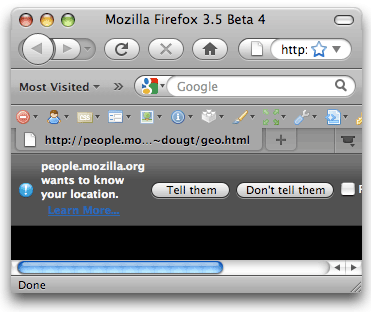 Mozilla Firefox 3.5 Beta 4
http:
Most Visited
Google
http://people.mo...~dougt/geo.html
people.mozilla.org
wants to know
your location.
Learn More...
Tell them
Don't tell them
Done